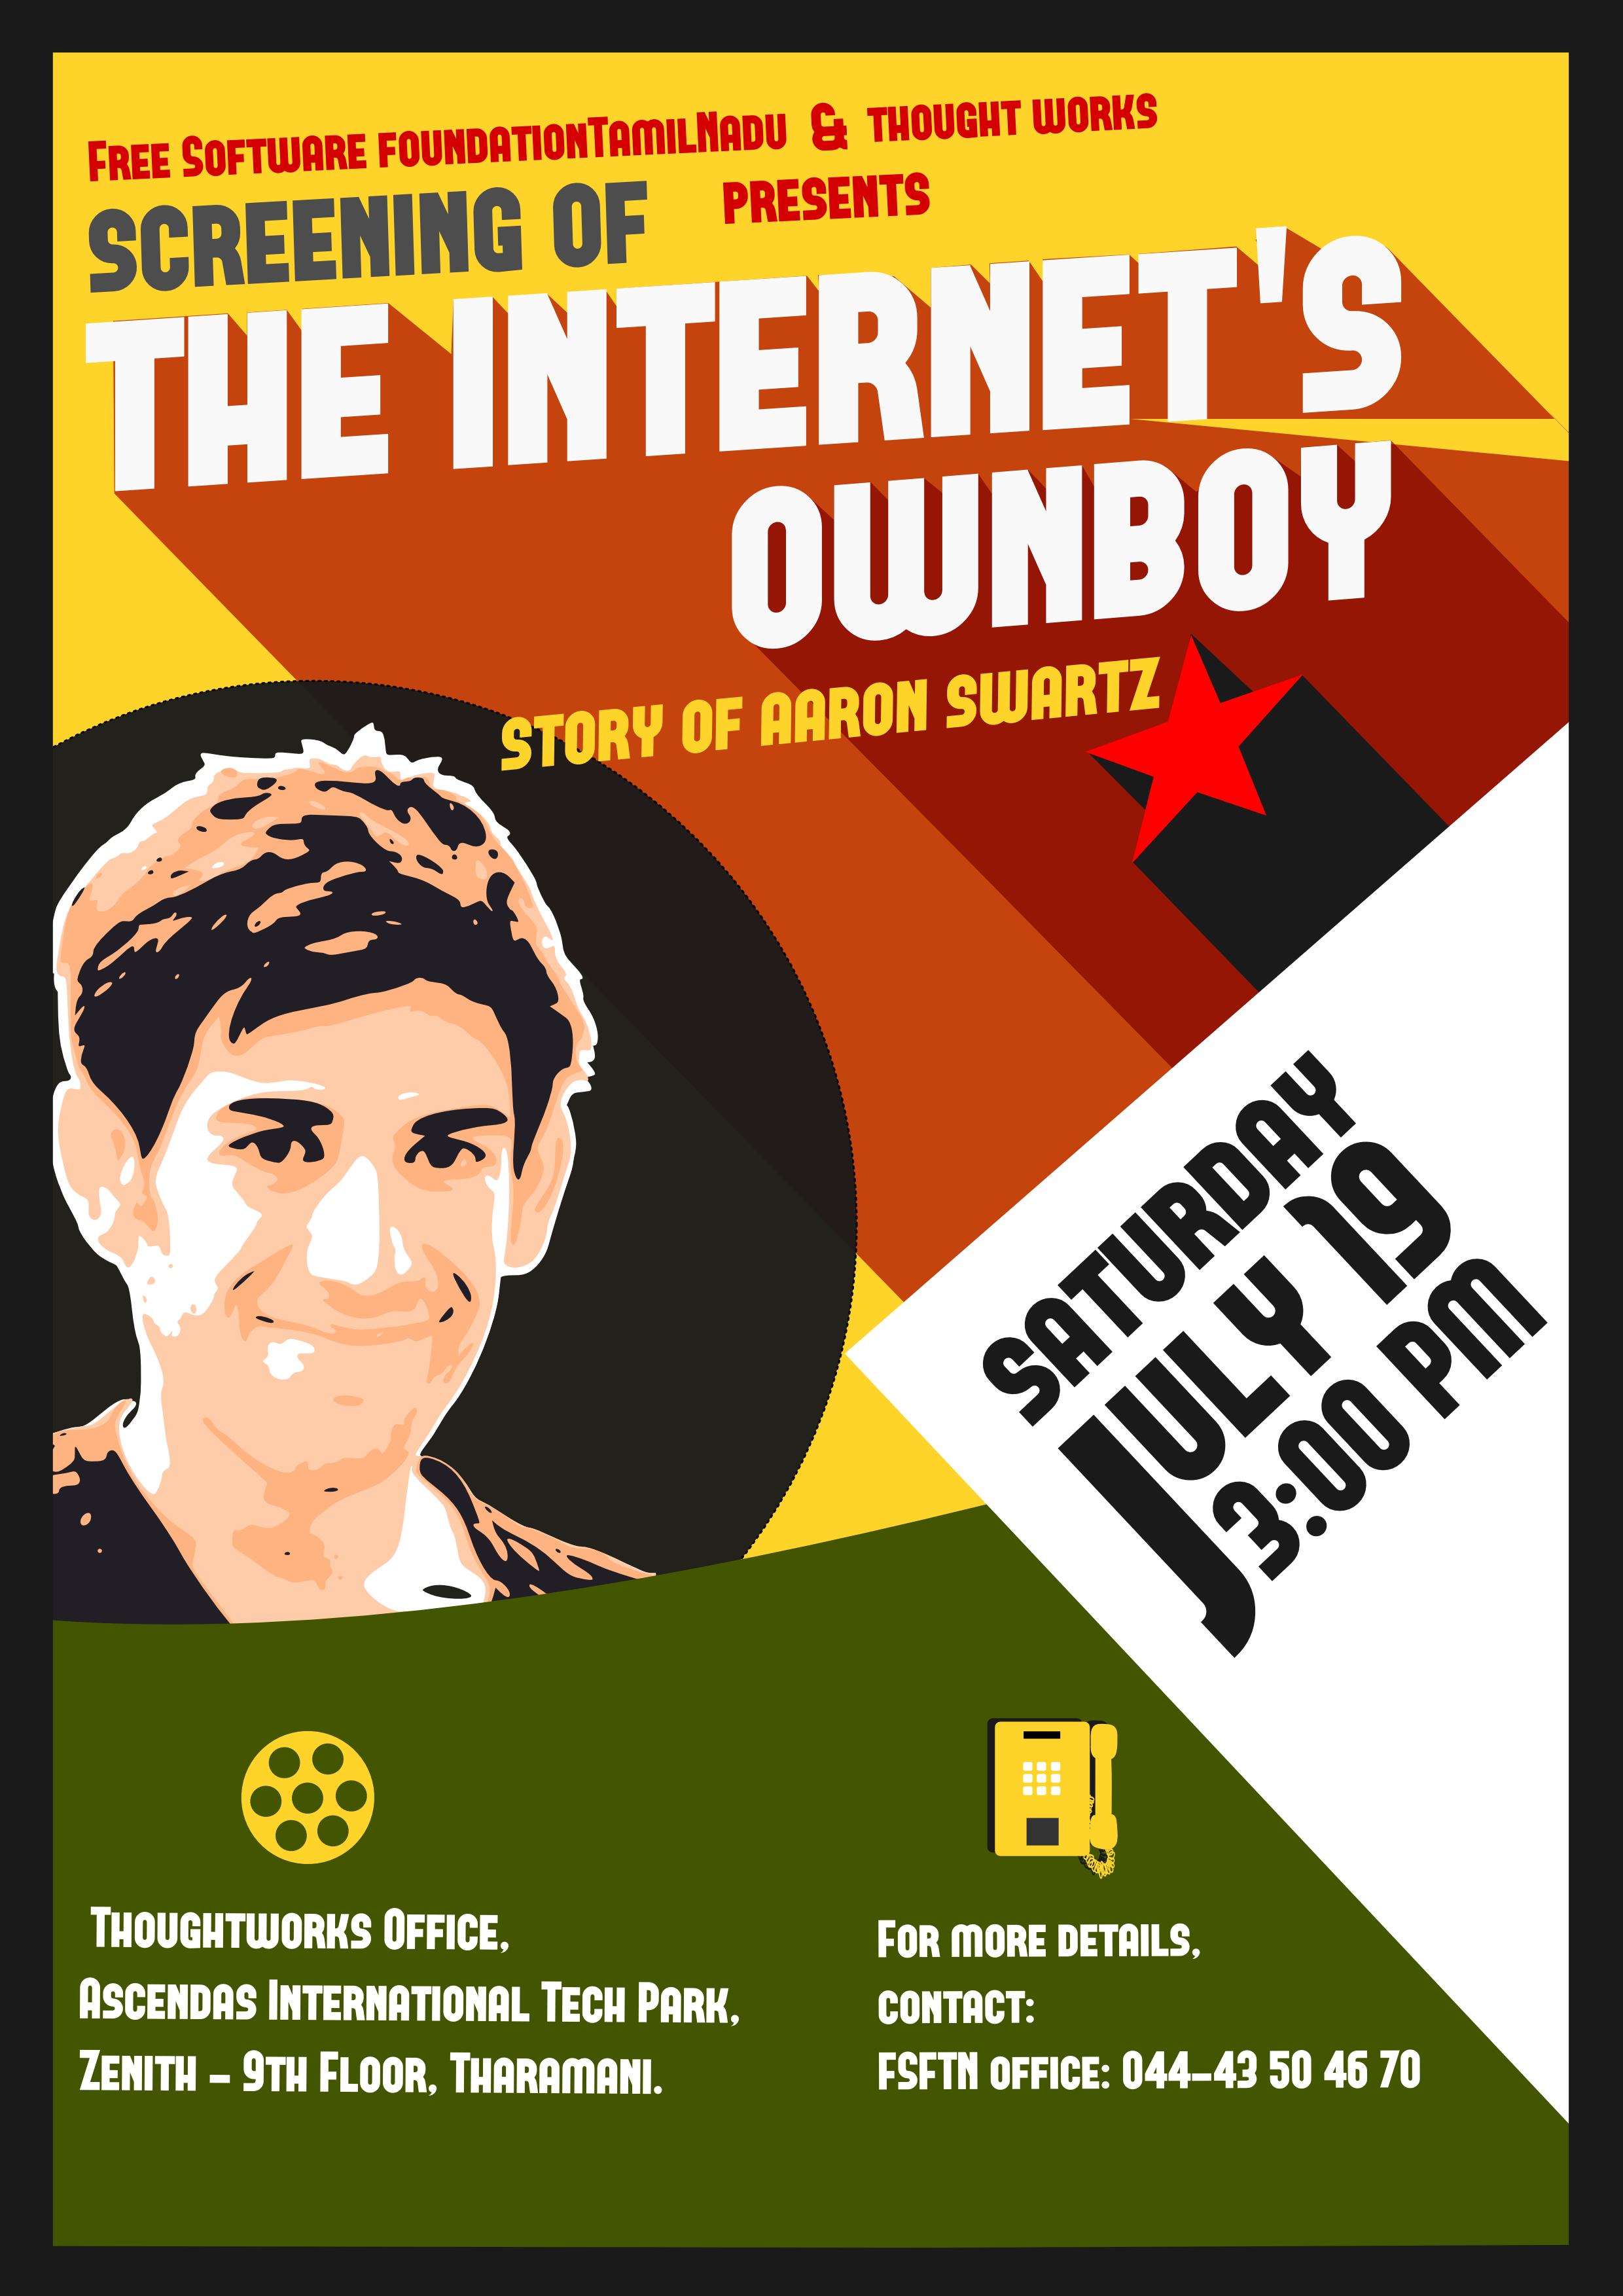 Free Software FoundationTamilNadu & Thought Works
Presents
Screening of
The Internet's
OwnBoy
Story of Aaron Swartz
Saturday
July 19
3:00 PM
Thoughtworks Office,
Ascendas International Tech Park,
Zenith – 9th Floor, Tharamani.
For more details,
contact:
FSFTN office: 044–43 50 46 70